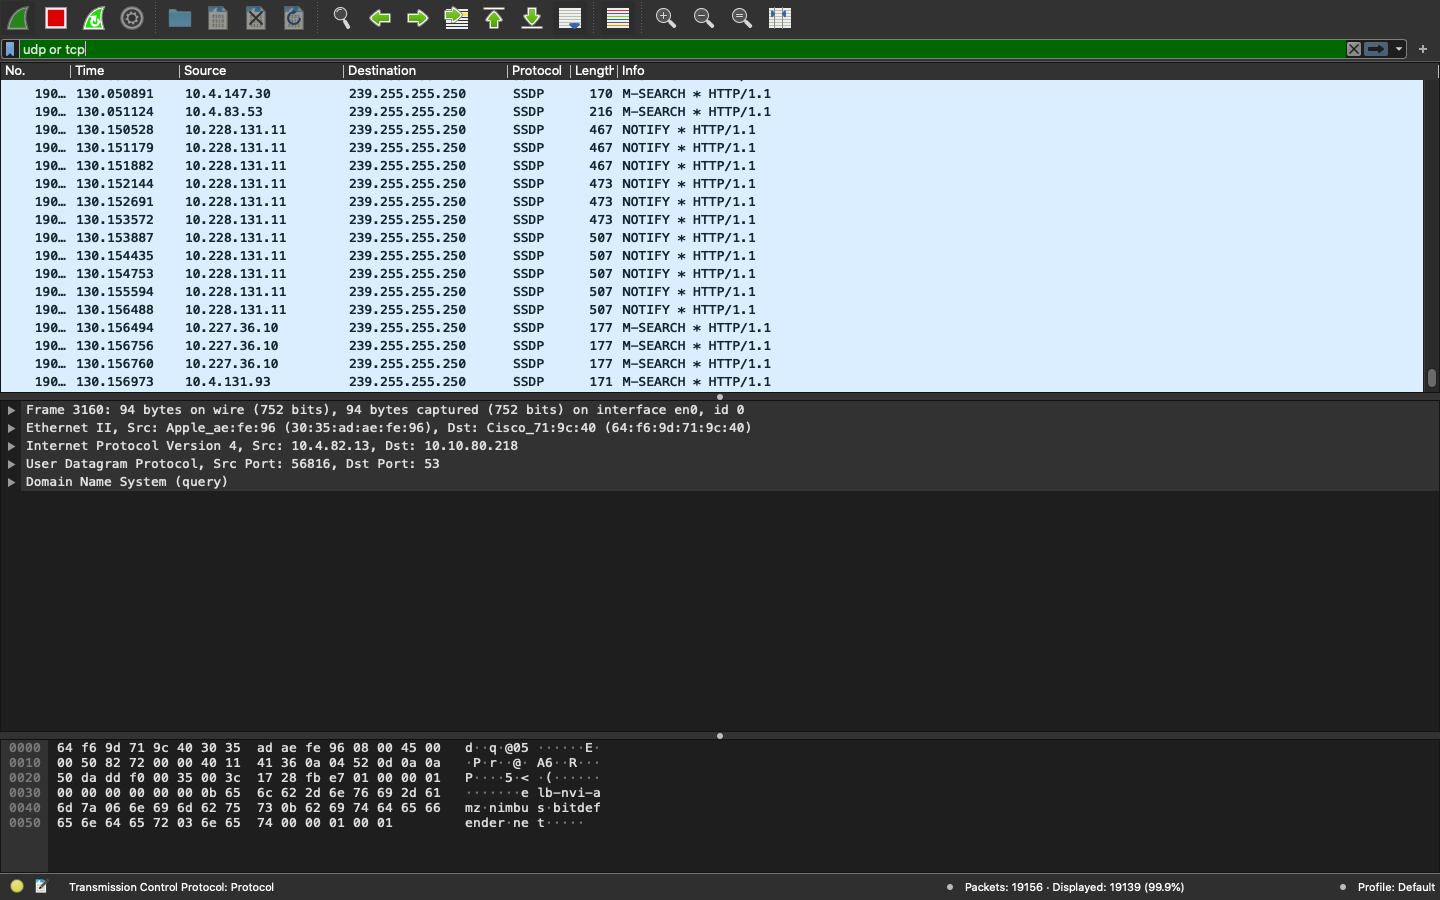 udp or tcp
No. Time Source Destination Protocol Length Info
190… 130.050891 10.4.147.30 239.255.255.250 SSDP 170 M-SEARCH * HTTP/1.1
190… 130.051124 10.4.83.53 239.255.255.250 SSDP 216 M-SEARCH * HTTP/1.1
190… 130.150528 10.228.131.11 239.255.255.250 SSDP 467 NOTIFY * HTTP/1.1
190… 130.151179 10.228.131.11 239.255.255.250 SSDP 467 NOTIFY * HTTP/1.1
190… 130.151882 10.228.131.11 239.255.255.250 SSDP 467 NOTIFY * HTTP/1.1
190… 130.152144 10.228.131.11 239.255.255.250 SSDP 473 NOTIFY * HTTP/1.1
190… 130.152691 10.228.131.11 239.255.255.250 SSDP 473 NOTIFY * HTTP/1.1
190… 130.153572 10.228.131.11 239.255.255.250 SSDP 473 NOTIFY * HTTP/1.1
190… 130.153887 10.228.131.11 239.255.255.250 SSDP 507 NOTIFY * HTTP/1.1
190… 130.154435 10.228.131.11 239.255.255.250 SSDP 507 NOTIFY * HTTP/1.1
190… 130.154753 10.228.131.11 239.255.255.250 SSDP 507 NOTIFY * HTTP/1.1
190… 130.155594 10.228.131.11 239.255.255.250 SSDP 507 NOTIFY * HTTP/1.1
190… 130.156488 10.228.131.11 239.255.255.250 SSDP 507 NOTIFY * HTTP/1.1
190… 130.156494 10.227.36.10 239.255.255.250 SSDP 177 M-SEARCH * HTTP/1.1
190… 130.156756 10.227.36.10 239.255.255.250 SSDP 177 M-SEARCH * HTTP/1.1
190… 130.156760 10.227.36.10 239.255.255.250 SSDP 177 M-SEARCH * HTTP/1.1
190… 130.156973 10.4.131.93 239.255.255.250 SSDP 171 M-SEARCH * HTTP/1.1
Frame 3160: 94 bytes on wire (752 bits), 94 bytes captured (752 bits) on interface en0, id 0
Ethernet II, Src: Apple_ae:fe:96 (30:35:ad:ae:fe:96), Dst: Cisco_71:9c:40 (64:f6:9d:71:9c:40)
Internet Protocol Version 4, Src: 10.4.82.13, Dst: 10.10.80.218
User Datagram Protocol, Src Port: 56816, Dst Port: 53
Domain Name System (query)
0000 64 f6 9d 71 9c 40 30 35 ad ae fe 96 08 00 45 00 d··q·@05 ······E·
0010 00 50 82 72 00 00 40 11 41 36 0a 04 52 0d 0a 0a ·P·r··@· A6··R···
0020 50 da dd f0 00 35 00 3c 17 28 fb e7 01 00 00 01 P····5·< ·(······
0030 00 00 00 00 00 00 0b 65 6c 62 2d 6e 76 69 2d 61 ·······e lb-nvi-a
0040 6d 7a 06 6e 69 6d 62 75 73 0b 62 69 74 64 65 66 mz·nimbu s·bitdef
0050 65 6e 64 65 72 03 6e 65 74 00 00 01 00 01 ender·ne t·····
Transmission Control Protocol: Protocol
Packets: 19156 · Displayed: 19139 (99.9%)
Profile: Default